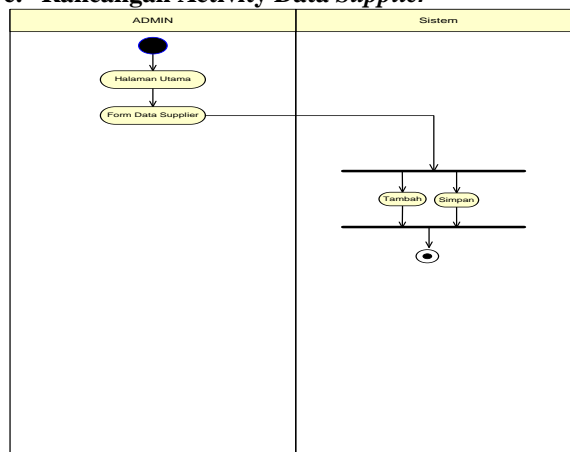 Rancangan Activity Data Supplier
ADMIN
Sistem
Halaman Utama
Form Data Supplier
Tambah
Simpan